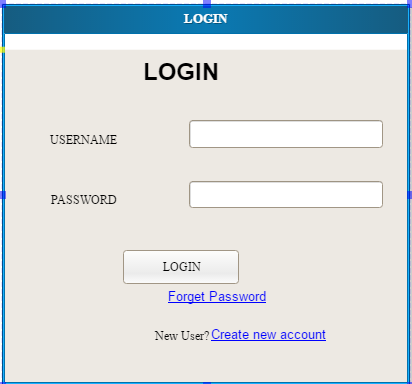 LOGIN
LOGIN
USERNAME
PASSWORD
LOGIN
Forget Password
New User? Create new account